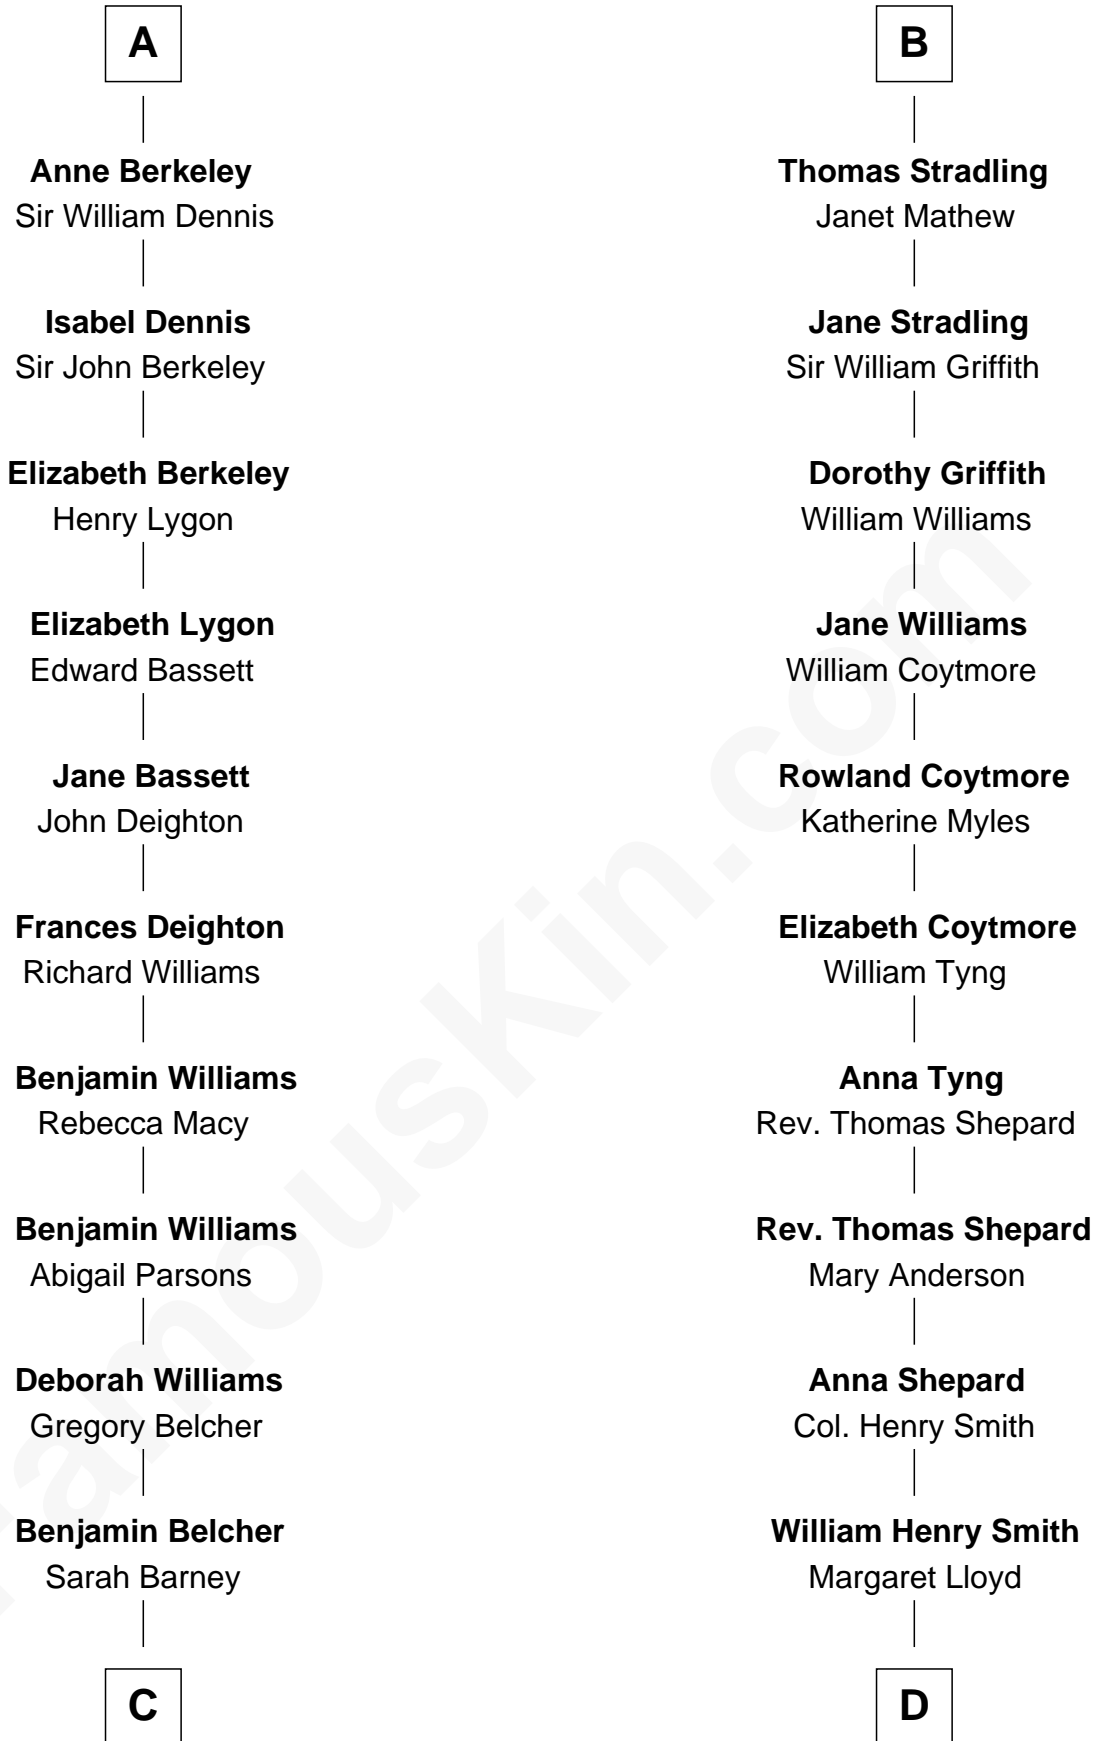 A
Anne Berkeley
Sir William Dennis
Isabel Dennis
Sir John Berkeley
Elizabeth Berkeley
Henry Lygon
Elizabeth Lygon
Edward Bassett
Jane Bassett
John Deighton
Frances Deighton
Richard Williams
Benjamin Williams
Rebecca Macy
Benjamin Williams
Abigail Parsons
Deborah Williams
Gregory Belcher
Benjamin Belcher
Sarah Barney
C
B
Thomas Stradling
Janet Mathew
Jane Stradling
Sir William Griffith
Dorothy Griffith
William Williams
Jane Williams
William Coytmore
Rowland Coytmore
Katherine Myles
Elizabeth Coytmore
William Tyng
Anna Tyng
Rev. Thomas Shepard
Rev. Thomas Shepard
Mary Anderson
Anna Shepard
Col. Henry Smith
William Henry Smith
Margaret Lloyd
D
FamousKin.com